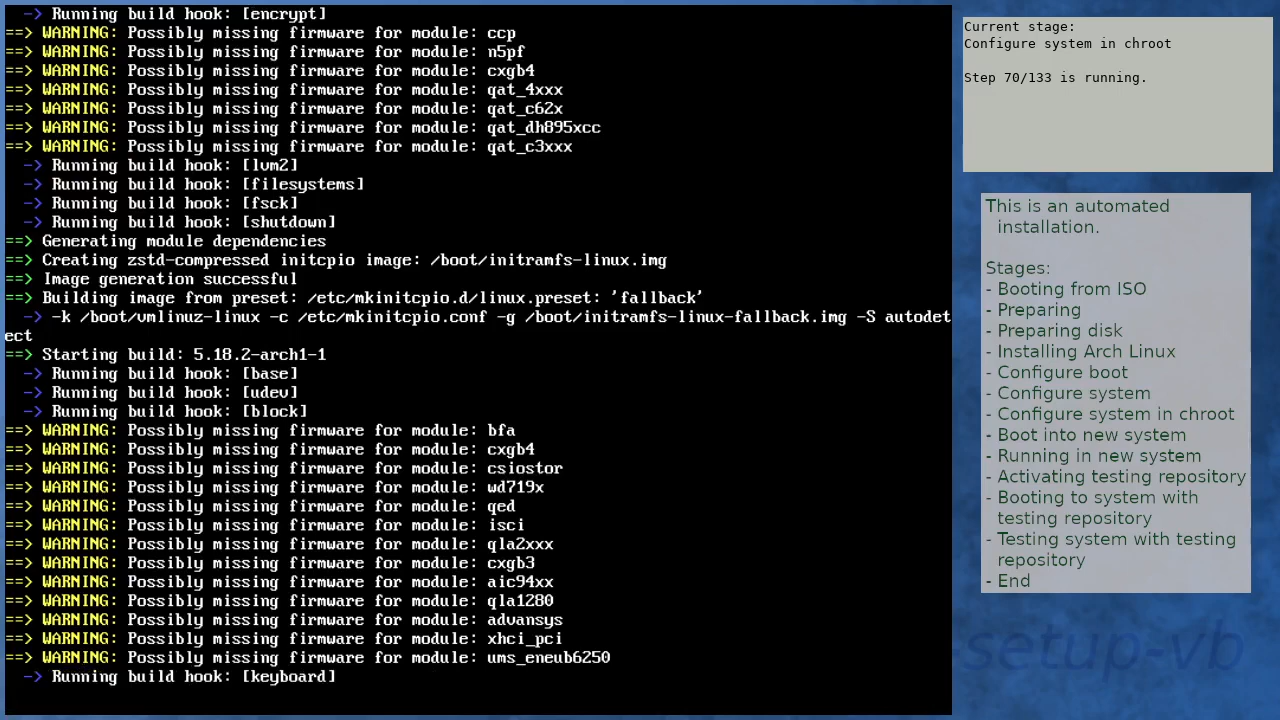 -> Running build hook: [encrypt]
==> WARNING: Possibly missing firmware for module: ccp
==> WARNING: Possibly missing firmware for module: n5pf
==> WARNING: Possibly missing firmware for module: cxgb4
==> WARNING: Possibly missing firmware for module: qat_4xxx
==> WARNING: Possibly missing firmware for module: qat_c62x
==> WARNING: Possibly missing firmware for module: qat_dh895xcc
==> WARNING: Possibly missing firmware for module: qat_c3xxx
-> Running build hook: [lvm2]
-> Running build hook: [filesystems]
-> Running build hook: [fsck]
-> Running build hook: [shutdown]
==> Generating module dependencies
==> Creating zstd-compressed initcpio image: /boot/initramfs-linux.img
==> Image generation successful
==> Building image from preset: /etc/mkinitcpio.d/linux.preset: 'fallback'
-> -k /boot/vmlinuz-linux -c /etc/mkinitcpio.conf -g /boot/initramfs-linux-fallback.img -S autodet
ect
==> Starting build: 5.18.2-arch1-1
-> Running build hook: [base]
-> Running build hook: [udev]
-> Running build hook: [block]
==> WARNING: Possibly missing firmware for module: bfa
==> WARNING: Possibly missing firmware for module: cxgb4
==> WARNING: Possibly missing firmware for module: csiostor
==> WARNING: Possibly missing firmware for module: wd719x
==> WARNING: Possibly missing firmware for module: qed
==> WARNING: Possibly missing firmware for module: isci
==> WARNING: Possibly missing firmware for module: qla2xxx
==> WARNING: Possibly missing firmware for module: cxgb3
==> WARNING: Possibly missing firmware for module: aic94xx
==> WARNING: Possibly missing firmware for module: qla1280
==> WARNING: Possibly missing firmware for module: advansys
==> WARNING: Possibly missing firmware for module: xhci_pci
==> WARNING: Possibly missing firmware for module: ums_eneub6250
-> Running build hook: [keyboard]
Current stage:
Configure system in chroot
Step 70/133 is running.
This is an automated
installation.
Stages:
- Booting from ISO
- Preparing
- Preparing disk
- Installing Arch Linux
- Configure boot
- Configure system
- Configure system in chroot
- Boot into new system
- Running in new system
- Activating testing repository
- Booting to system with
testing repository
- Testing system with testing
repository
- End
setup-vb